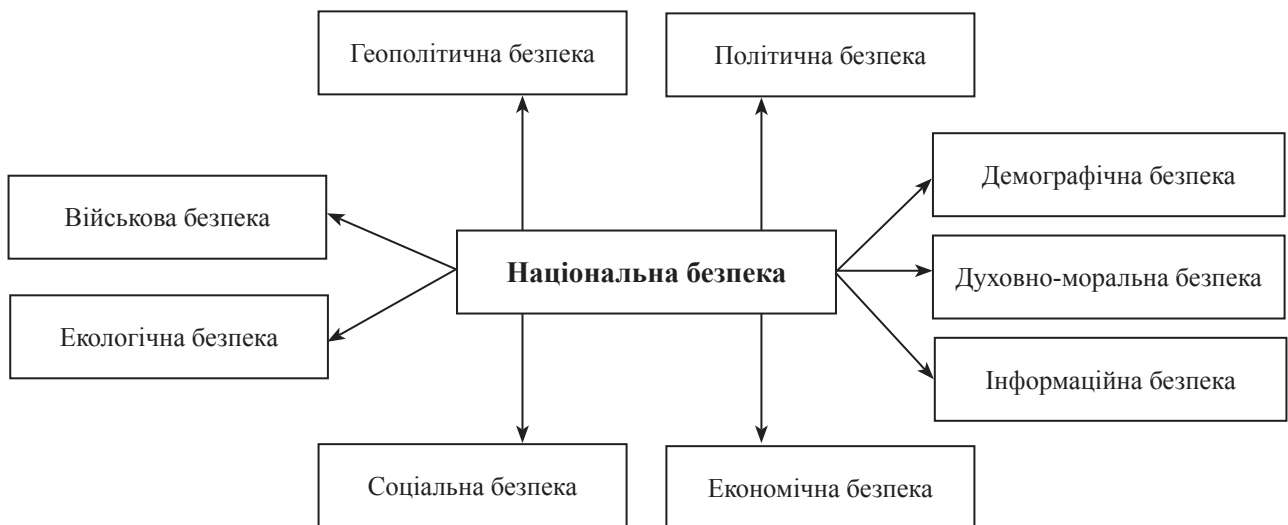 Геополітична безпека
Політична безпека
Демографічна безпека
Військова безпека
Національна безпека
Духовно-моральна безпека
Екологічна безпека
Інформаційна безпека
Соціальна безпека
Економічна безпека